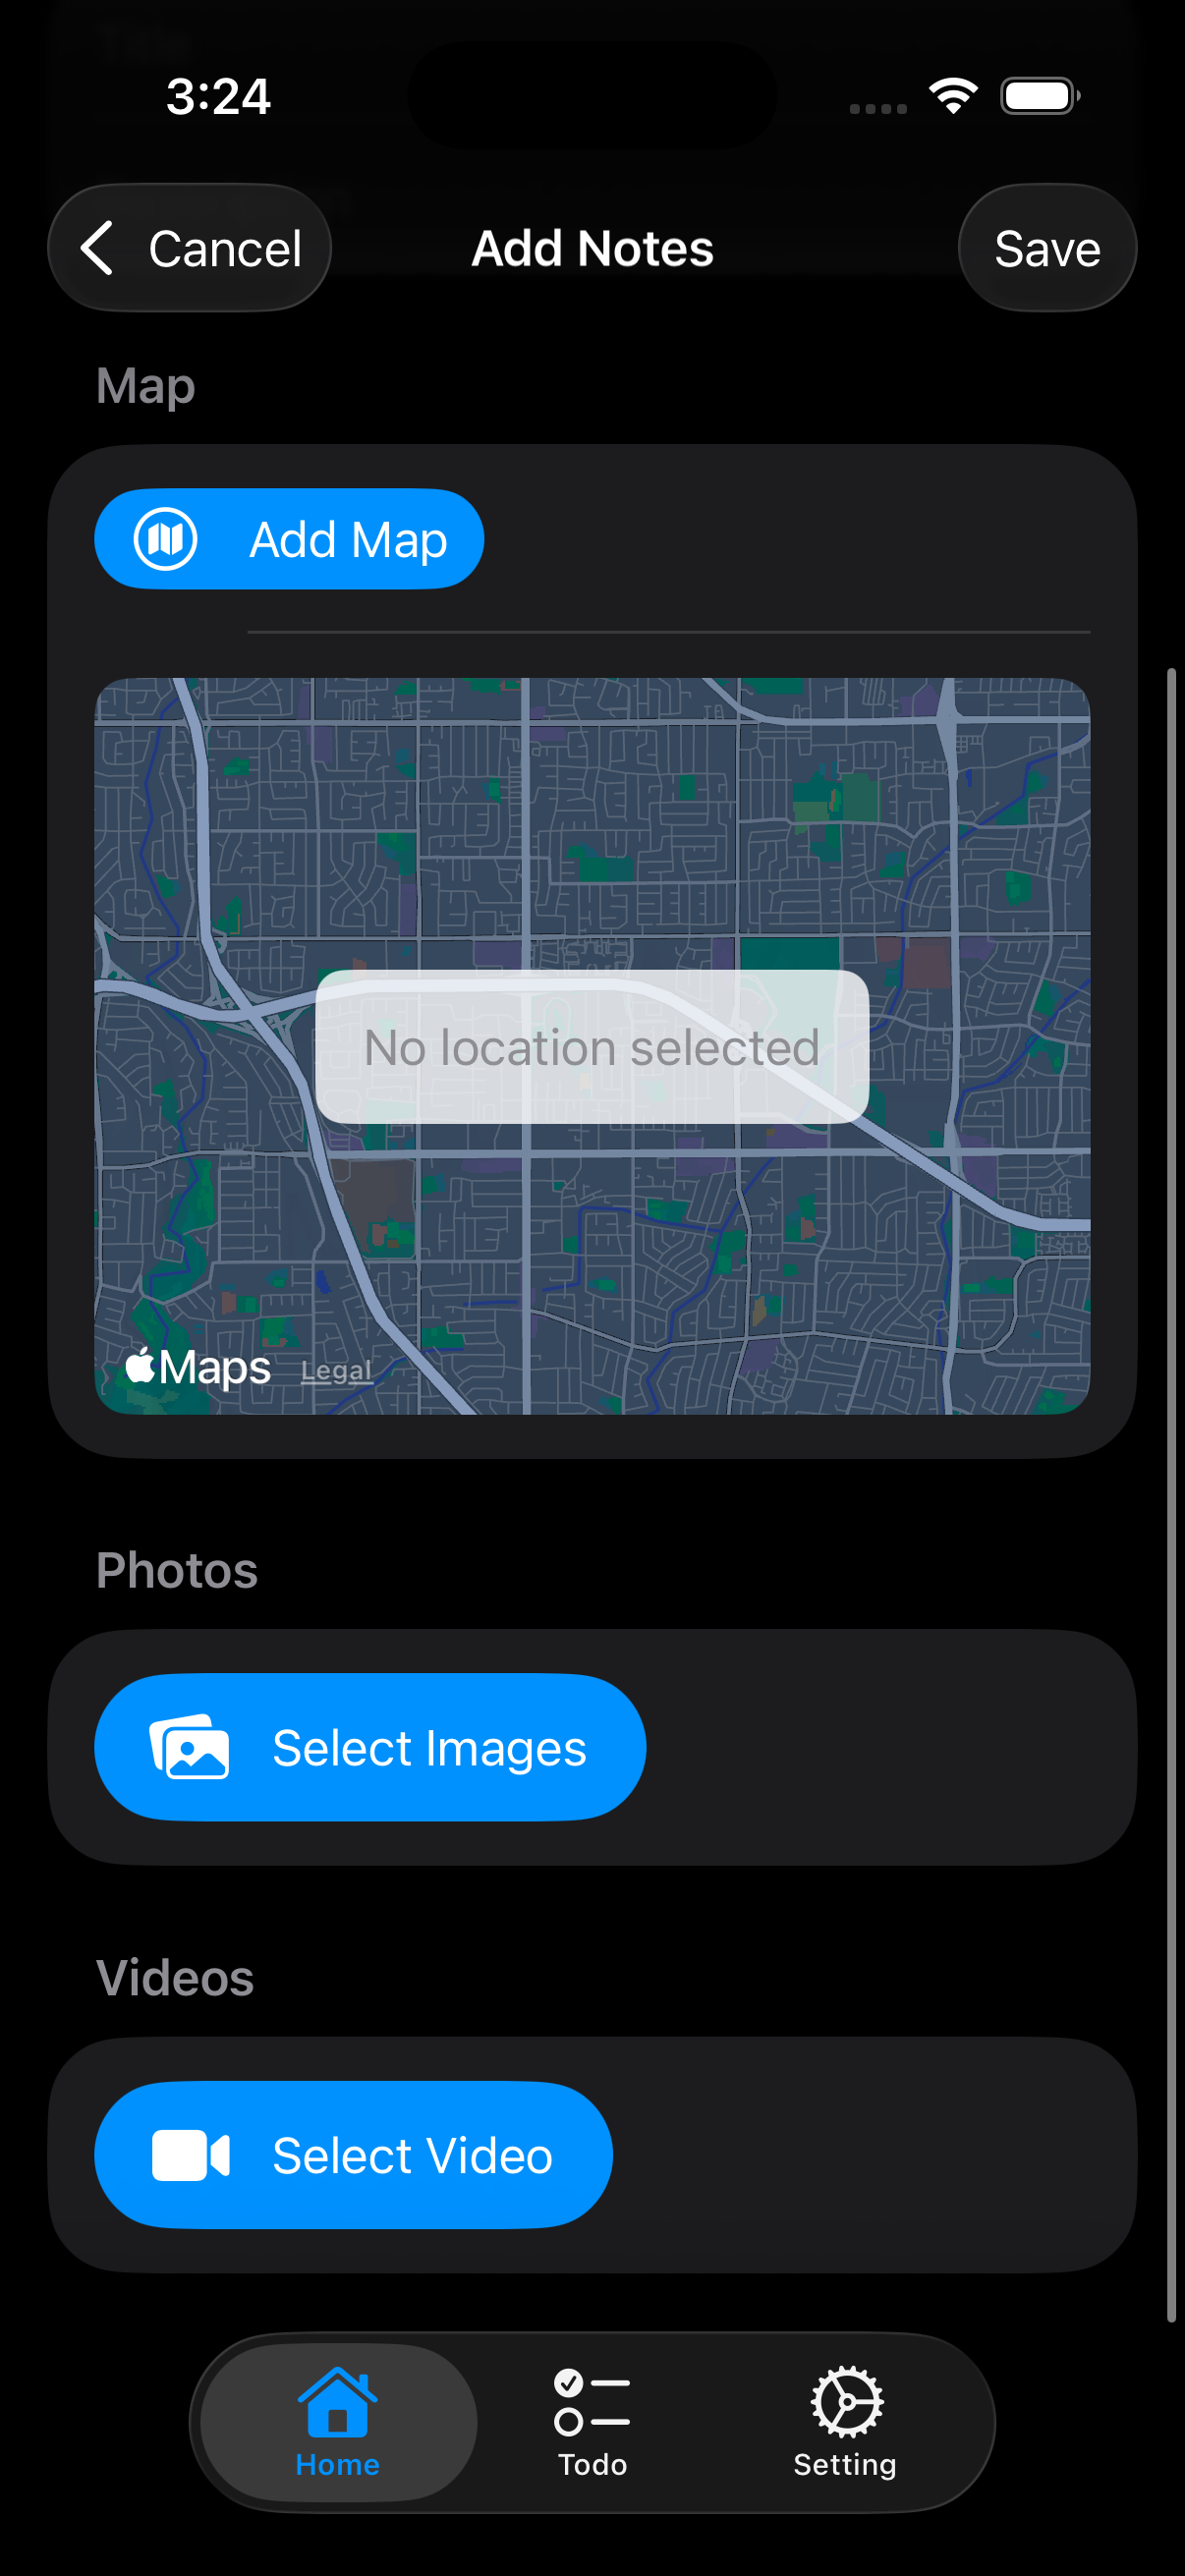 3:24
Cancel
Add Notes
Save
Map
Add Map
No location selected
Maps
Legal
Photos
Select Images
Videos
Select Video
Home
Todo
Setting